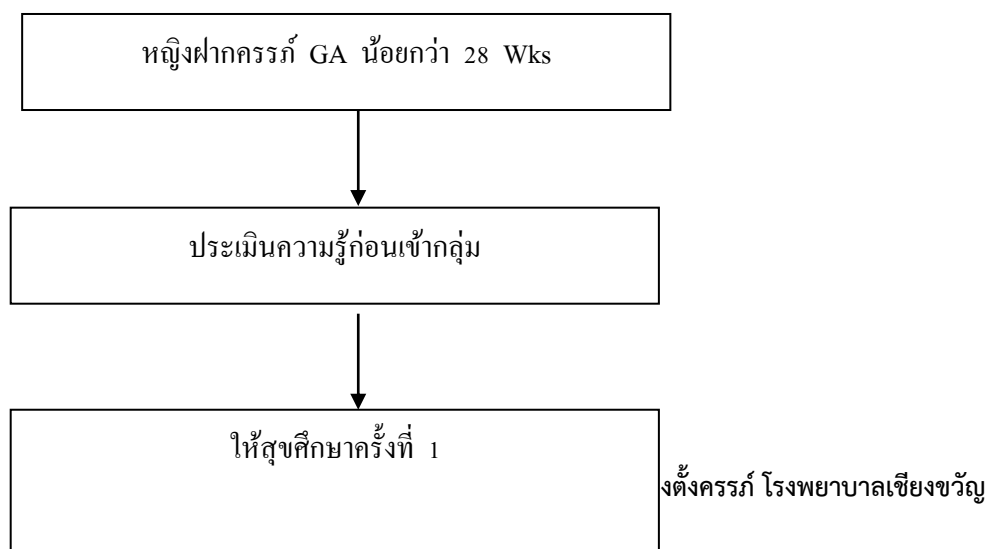 หญิงฝากครรภ์ GA น้อยกว่า 28 Wks
ประเมินความรู้ก่อนเข้ากลุ่ม
ให้สุขศึกษาครั้งที่ 1
งตั้งครรภ์ โรงพยาบาลเชียงขวัญ